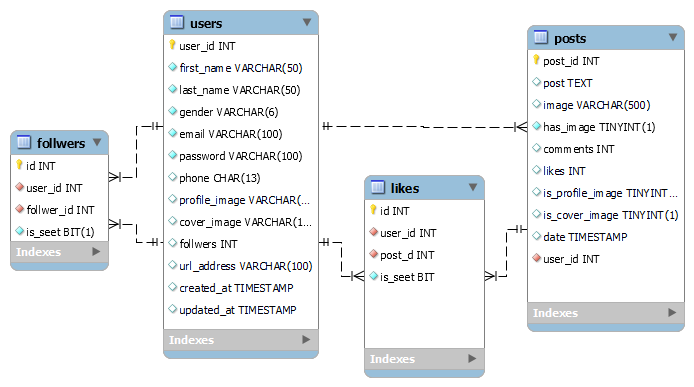 users
user_id INT
first_name VARCHAR(50)
last_name VARCHAR(50)
gender VARCHAR(6)
email VARCHAR(100)
password VARCHAR(100)
phone CHAR(13)
profile_image VARCHAR(...
cover_image VARCHAR(1...
follwers INT
url_address VARCHAR(100)
created_at TIMESTAMP
updated_at TIMESTAMP
Indexes
posts
post_id INT
post TEXT
image VARCHAR(500)
has_image TINYINT(1)
comments INT
likes INT
is_profile_image TINYINT...
is_cover_image TINYINT(1)
date TIMESTAMP
user_id INT
Indexes
follwers
id INT
user_id INT
follwer_id INT
is_seet BIT(1)
Indexes
likes
id INT
user_id INT
post_d INT
is_seet BIT
Indexes